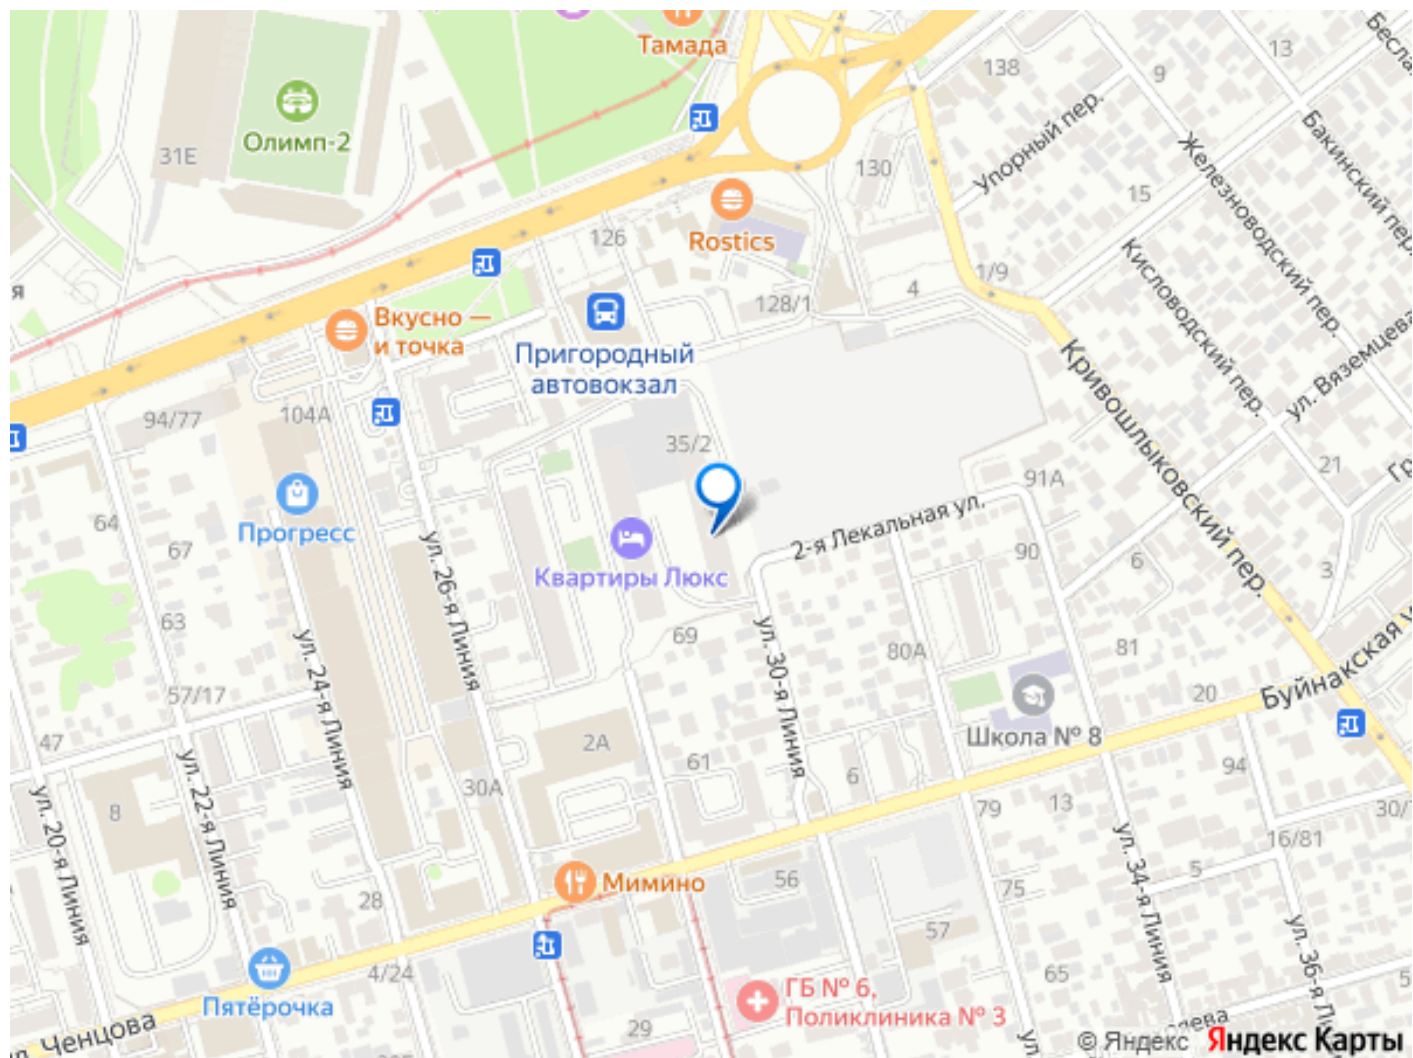 Тамада
138
13
9
Олимп-2
31Е
130
Упорный пер.
Железноводский пер.
Бакинский пер.
15
126
Rostics
Кисловодский пер.
1/9
4
128/1
Вкусно —
и точка
Пригородный
автовокзал
Кривошлыковский пер.
ул. Вяземцева
94/77
104А
35/2
21
91А
Прогресс
64
67
ул. 26-я Линия
Квартиры Люкс
2-я Лекальная ул.
90
6
3
63
69
ул. 30-я Линия
80А
81
57/17
ул. 24-я Линия
Школа № 8
20
Буйнакская
47
2А
61
6
94
8
30А
ул. 22-я Линия
ул. 20-я Линия
79
13
16/81
ул. 34-я Линия
5
Мимино
56
75
28
57
65
ул. 36-я
4/24
Пятёрочка
ГБ № 6,
Поликлиника № 3
29
5
Ченцова
© Яндекс Яндекс Карты